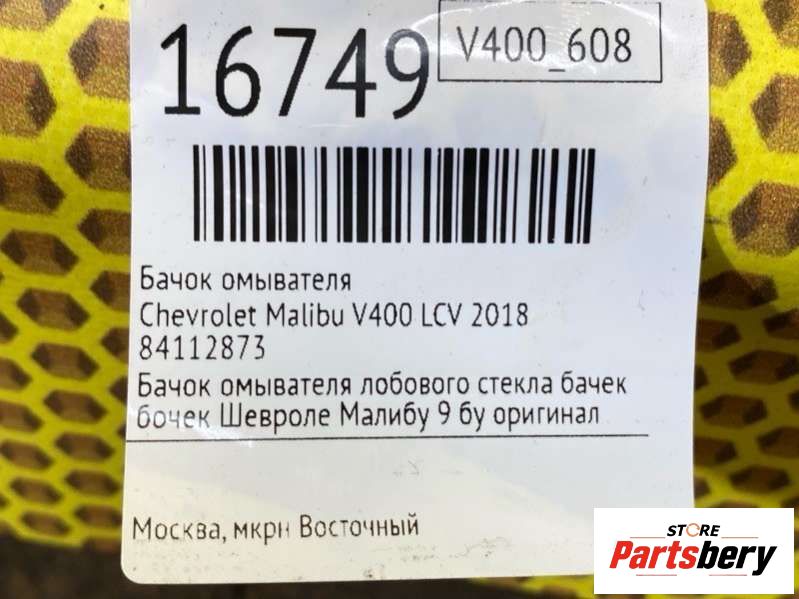 16749
V400_608
Бачок омывателя
Chevrolet Malibu V400 LCV 2018
84112873
Бачок омывателя лобового стекла бачек
бочек Шевроле Малибу 9 бу оригинал
Москва, мкрн Восточный
STORE
Partsbery